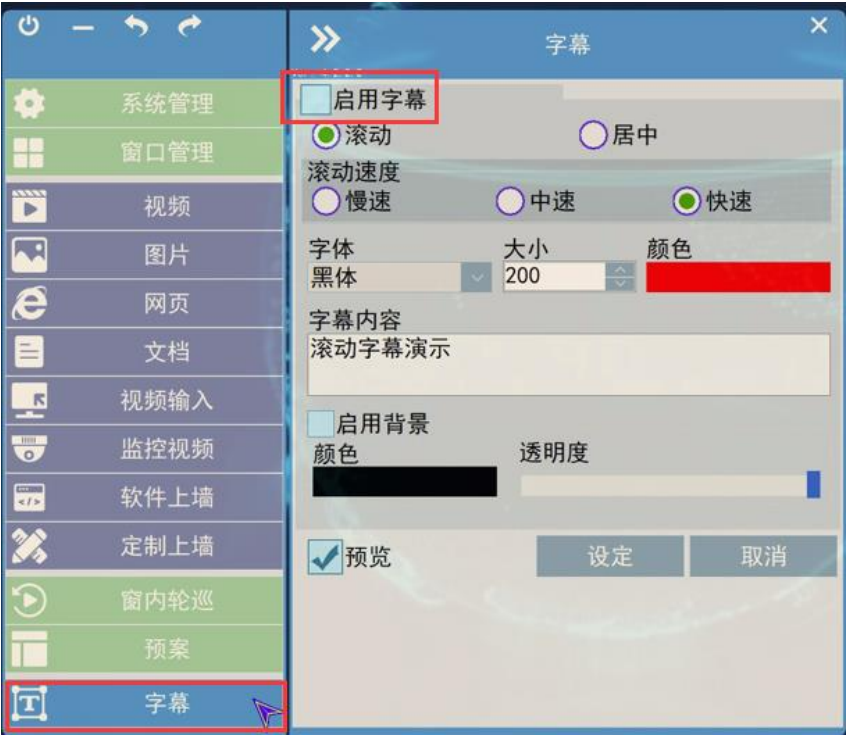 系统管理
窗口管理
视频
图片
网页
文档
视频输入
监控视频
软件上墙
定制上墙
窗内轮巡
预案
字幕
字幕
启用字幕
滚动 居中
滚动速度
慢速 中速 快速
字体 大小 颜色
黑体 200
字幕内容
滚动字幕演示
启用背景
颜色 透明度
预览 设定 取消